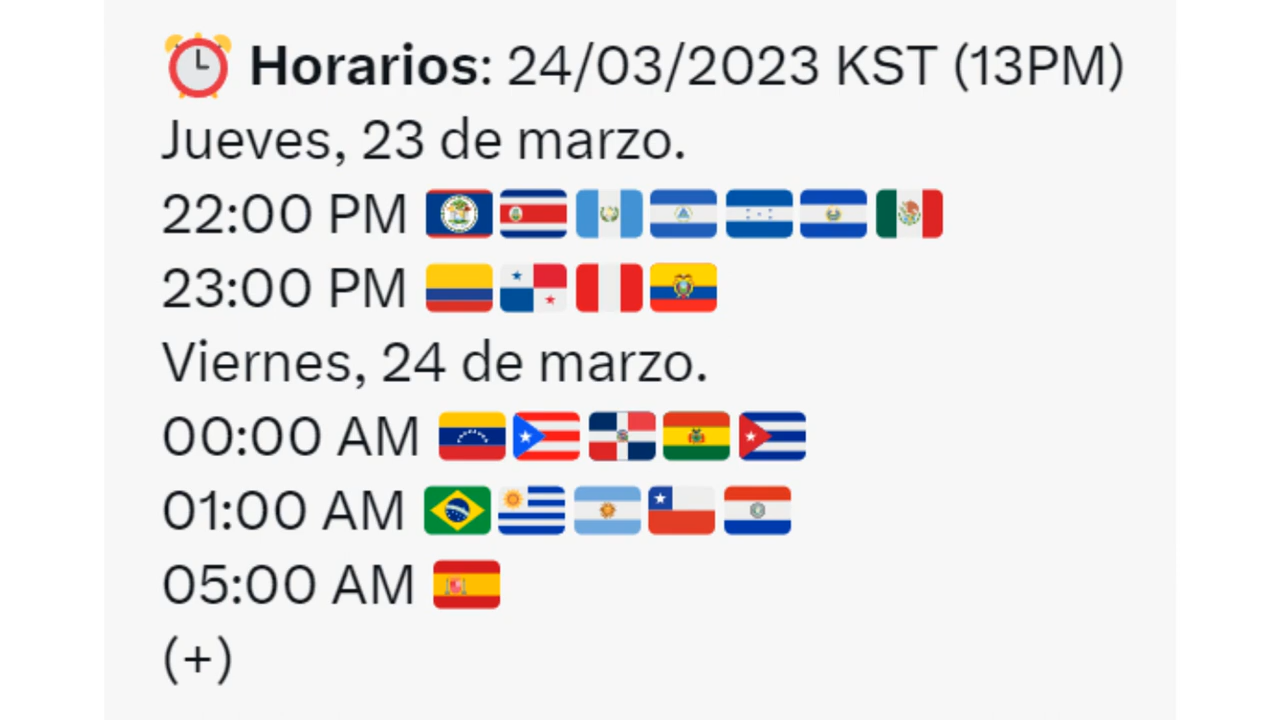 ⏰ Horarios: 24/03/2023 KST (13PM)
Jueves, 23 de marzo.
22:00 PM 🇧🇿🇨🇷🇬🇹🇳🇮🇭🇳🇸🇻🇲🇽
23:00 PM 🇨🇴🇵🇦🇵🇪🇪🇨
Viernes, 24 de marzo.
00:00 AM 🇻🇪🇵🇷🇩🇴🇧🇴🇨🇺
01:00 AM 🇧🇷🇺🇾🇦🇷🇨🇱🇵🇾
05:00 AM 🇪🇸
(+)